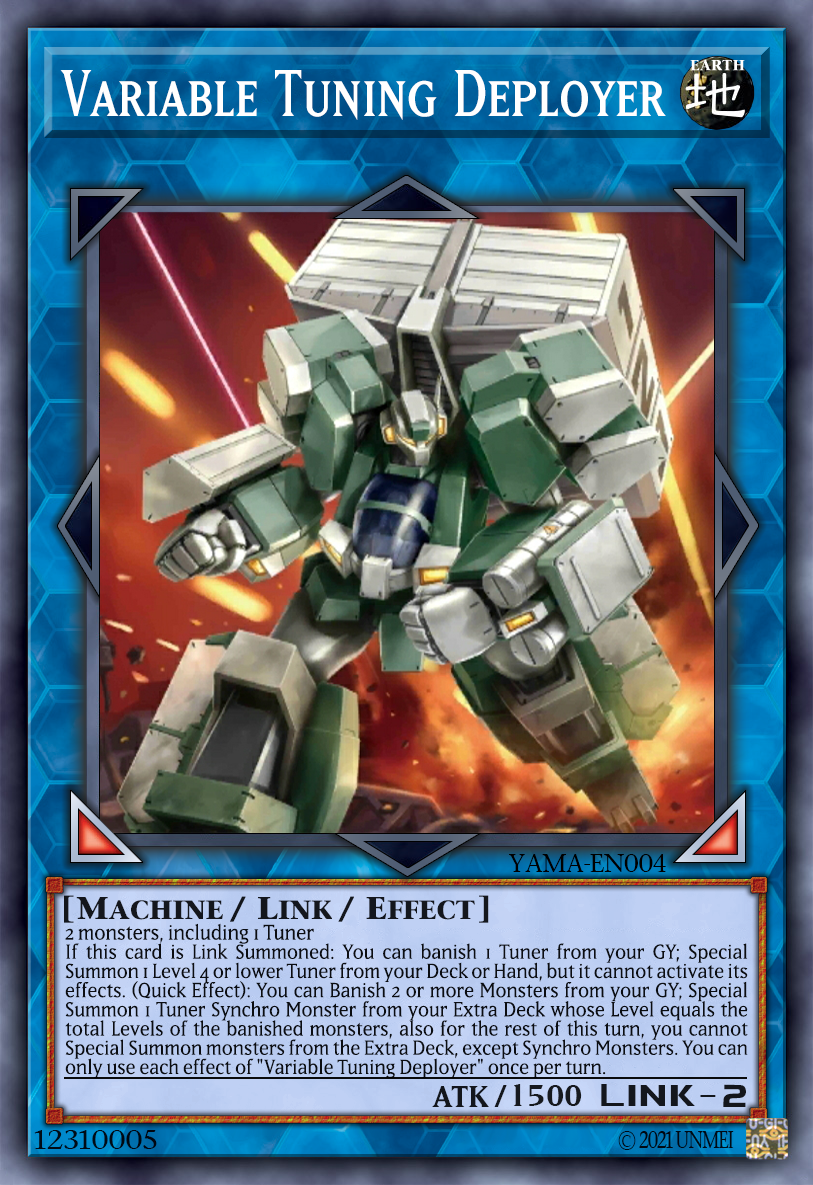 VARIABLE TUNING DEPLOYER
EARTH
地
YAMA-EN004
[MACHINE / LINK / EFFECT]
2 monsters, including 1 Tuner
If this card is Link Summoned: You can banish 1 Tuner from your GY; Special
Summon 1 Level 4 or lower Tuner from your Deck or Hand, but it cannot activate its
effects. (Quick Effect): You can Banish 2 or more Monsters from your GY; Special
Summon 1 Tuner Synchro Monster from your Extra Deck whose Level equals the
total Levels of the banished monsters, also for the rest of this turn, you cannot
Special Summon monsters from the Extra Deck, except Synchro Monsters. You can
only use each effect of "Variable Tuning Deployer" once per turn.
ATK/1500 LINK-2
12310005
© 2021 UNMEI